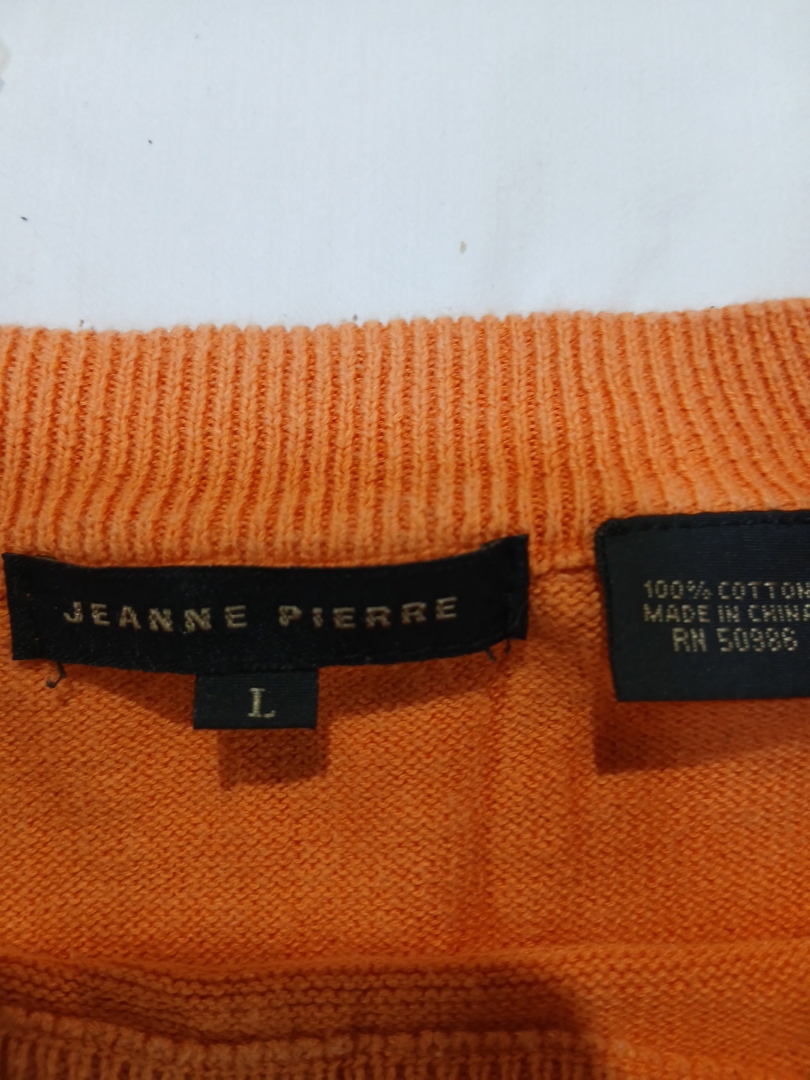 JEANNE PIERRE
L
100% COTTON
MADE IN CHINA
RN 50986